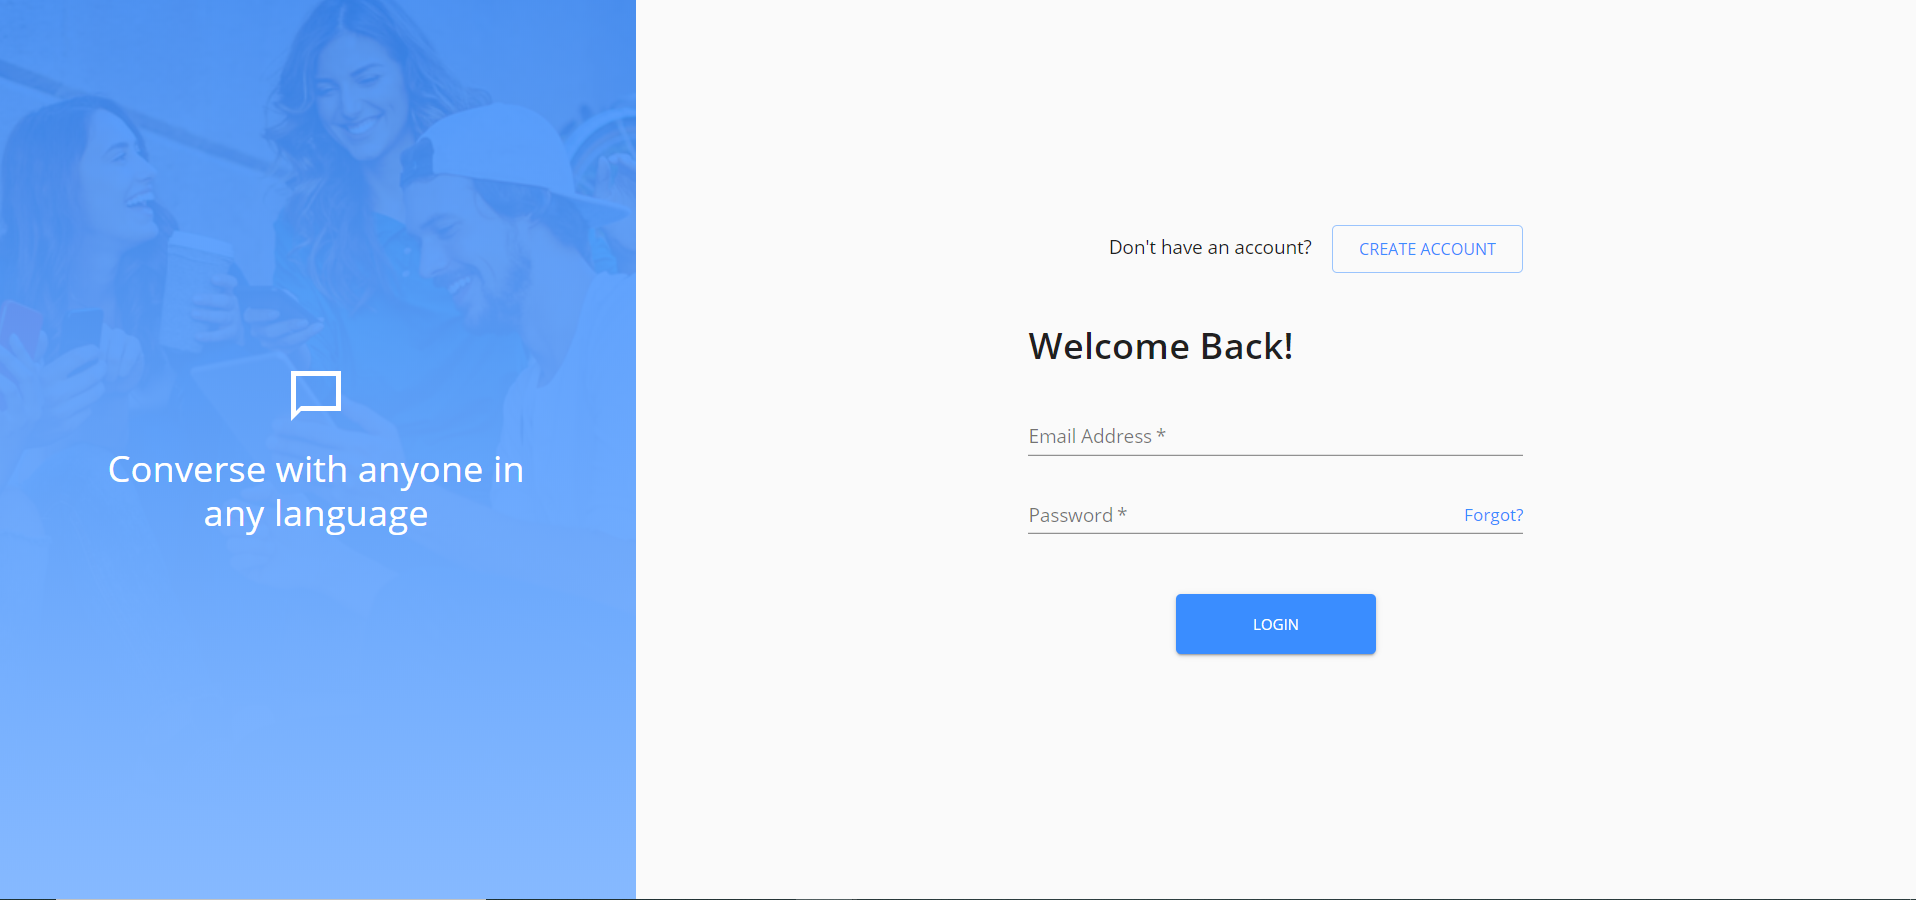 Converse with anyone in
any language
Don't have an account?
CREATE ACCOUNT
Welcome Back!
Email Address *
Password *
Forgot?
LOGIN